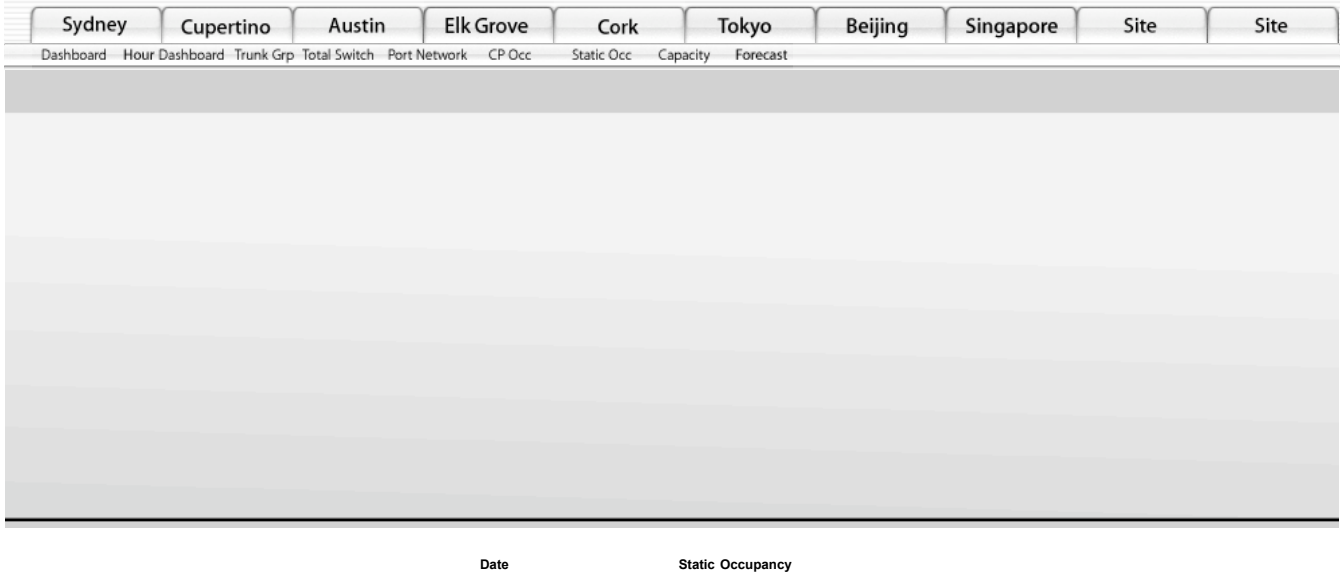 Sydney Cupertino Austin Elk Grove Cork Tokyo Beijing Singapore Site Site
Dashboard Hour Dashboard Trunk Grp Total Switch Port Network CP Occ Static Occ Capacity Forecast
Date Static Occupancy